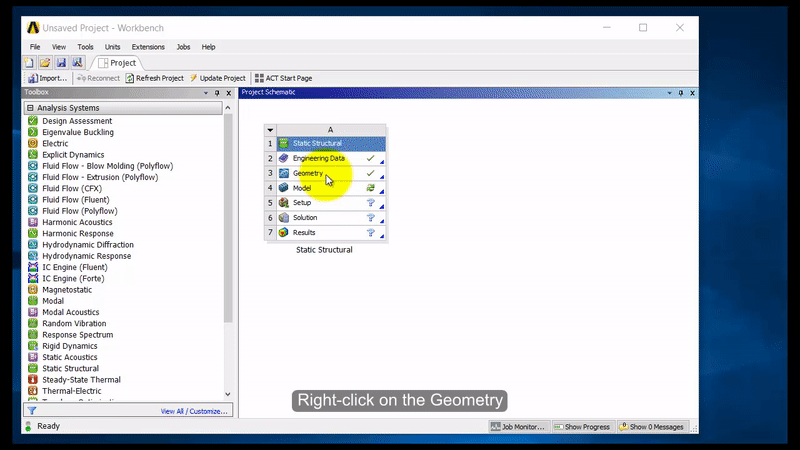 Unsaved Project - Workbench
File View Tools Units Extensions Jobs Help
Project
Import... Reconnect Refresh Project Update Project ACT Start Page
Toolbox
Analysis Systems
Design Assessment
Eigenvalue Buckling
Electric
Explicit Dynamics
Fluid Flow - Blow Molding (Polyflow)
Fluid Flow - Extrusion (Polyflow)
Fluid Flow (CFX)
Fluid Flow (Fluent)
Fluid Flow (Polyflow)
Harmonic Acoustics
Harmonic Response
Hydrodynamic Diffraction
Hydrodynamic Response
IC Engine (Fluent)
IC Engine (Forte)
Magnetostatic
Modal
Modal Acoustics
Random Vibration
Response Spectrum
Rigid Dynamics
Static Acoustics
Static Structural
Steady-State Thermal
Thermal-Electric
View All / Customize...
Project Schematic
A
1 Static Structural
2 Engineering Data
3 Geometry
4 Model
5 Setup
6 Solution
7 Results
Static Structural
Right-click on the Geometry
Ready
Job Monitor... Show Progress Show 0 Messages